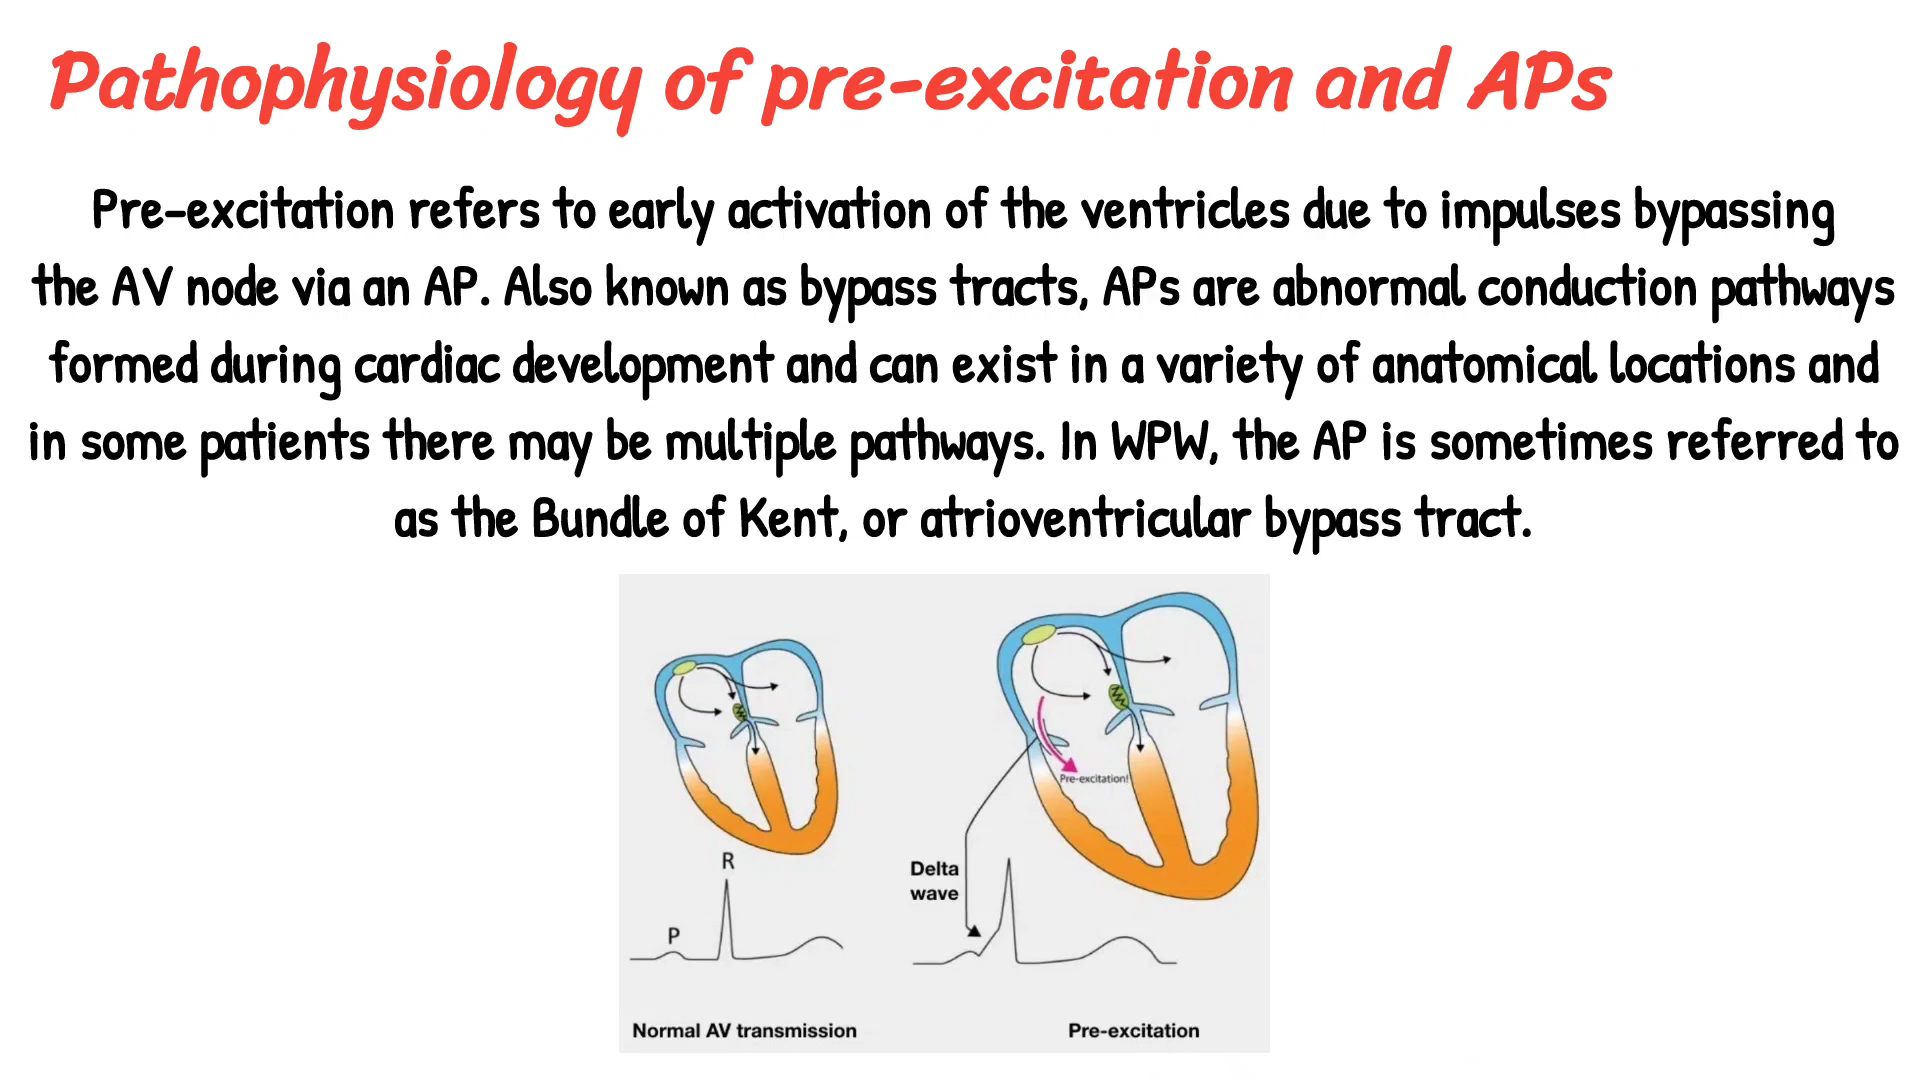 Pathophysiology of pre-excitation and APs
Pre-excitation refers to early activation of the ventricles due to impulses bypassing
the AV node via an AP. Also known as bypass tracts, APs are abnormal conduction pathways
formed during cardiac development and can exist in a variety of anatomical locations and
in some patients there may be multiple pathways. In WPW, the AP is sometimes referred to
as the Bundle of Kent, or atrioventricular bypass tract.
Pre-excitation!
R
P
Delta
wave
Normal AV transmission
Pre-excitation